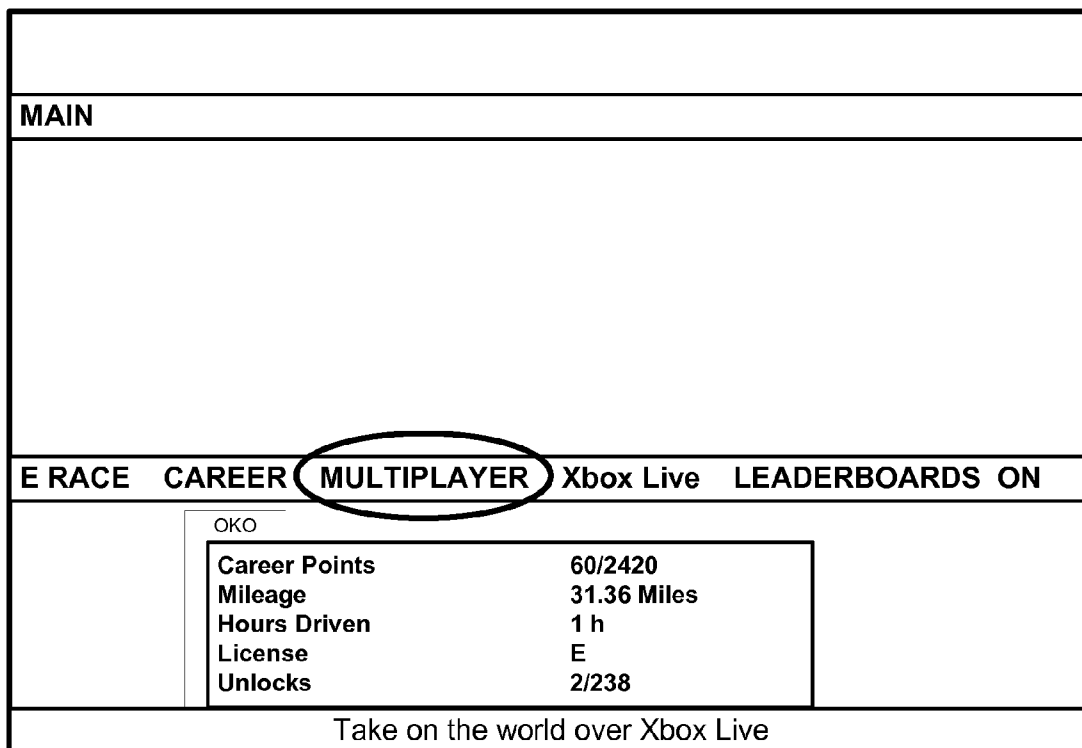 MAIN
E RACE CAREER MULTIPLAYER Xbox Live LEADERBOARDS ON
OKO
Career Points 60/2420
Mileage 31.36 Miles
Hours Driven 1 h
License E
Unlocks 2/238
Take on the world over Xbox Live